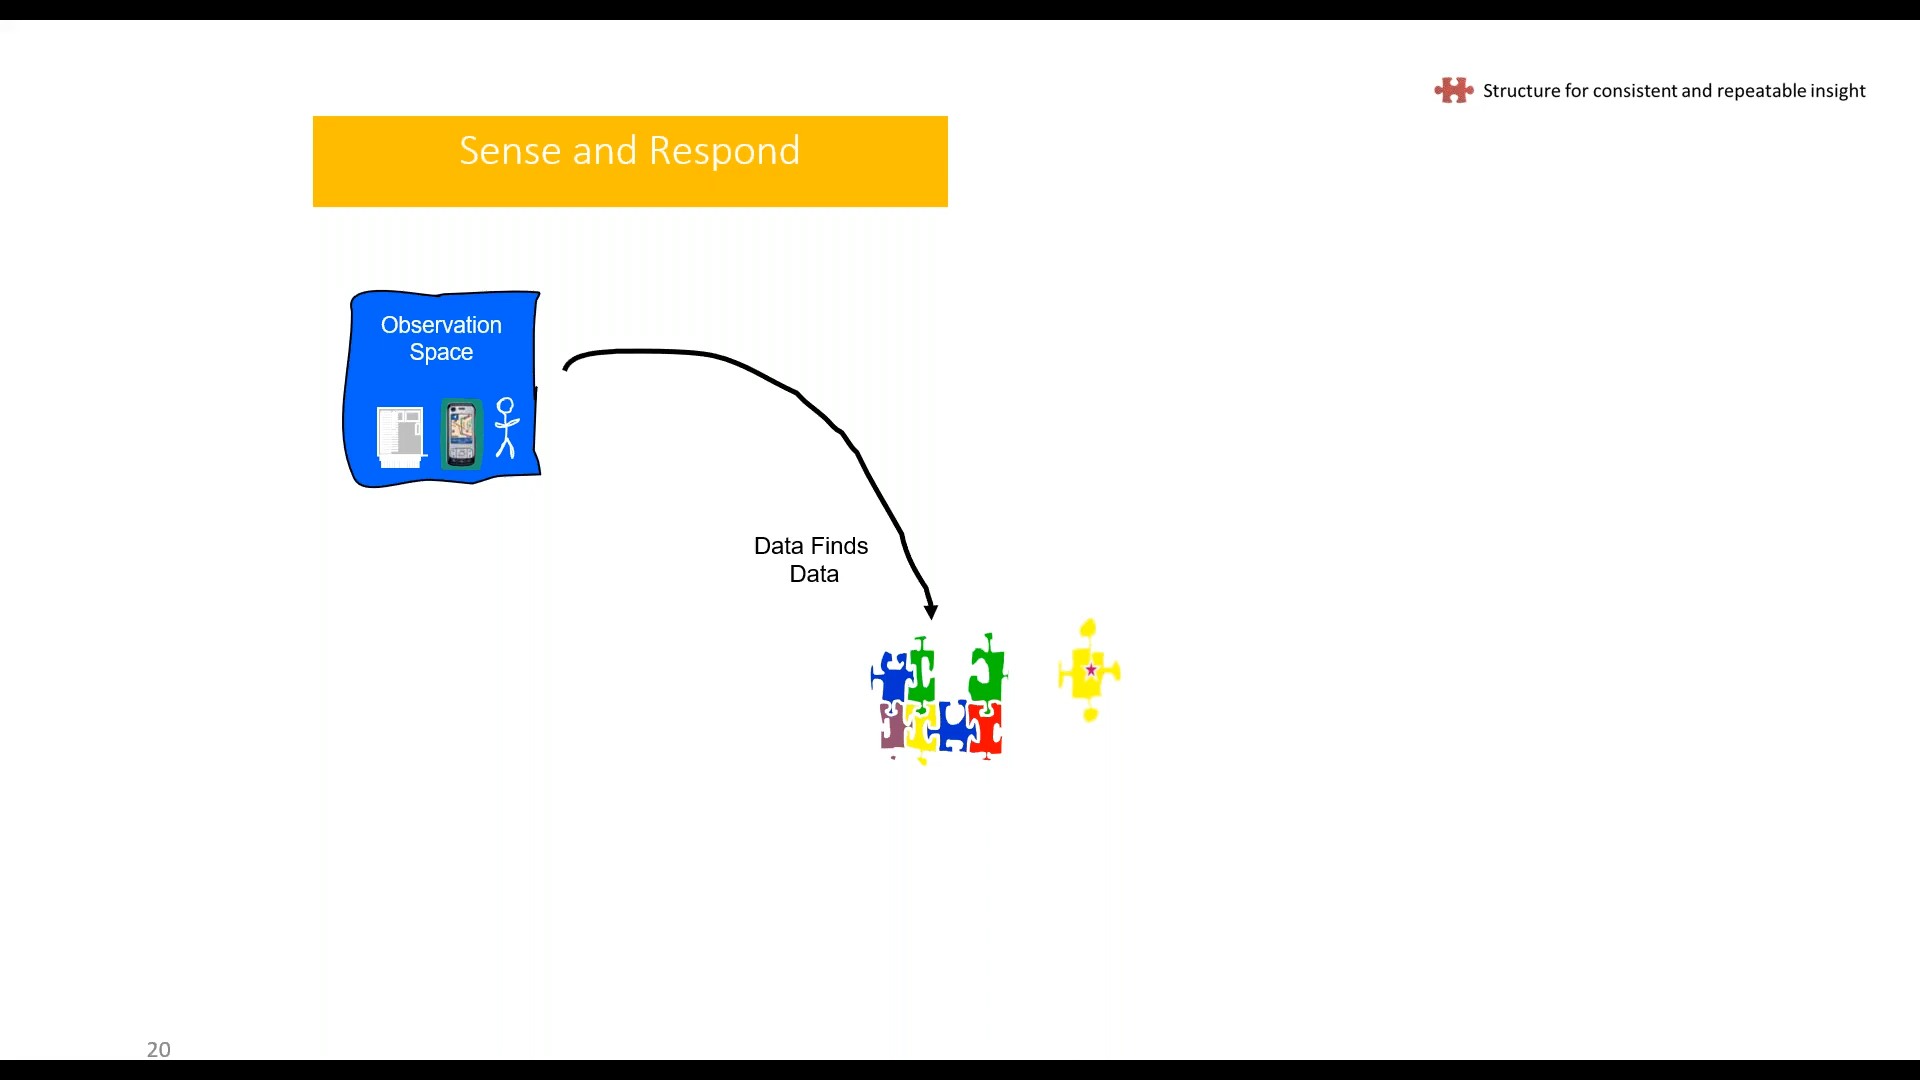 Structure for consistent and repeatable insight
Sense and Respond
Observation
Space
Data Finds
Data
20